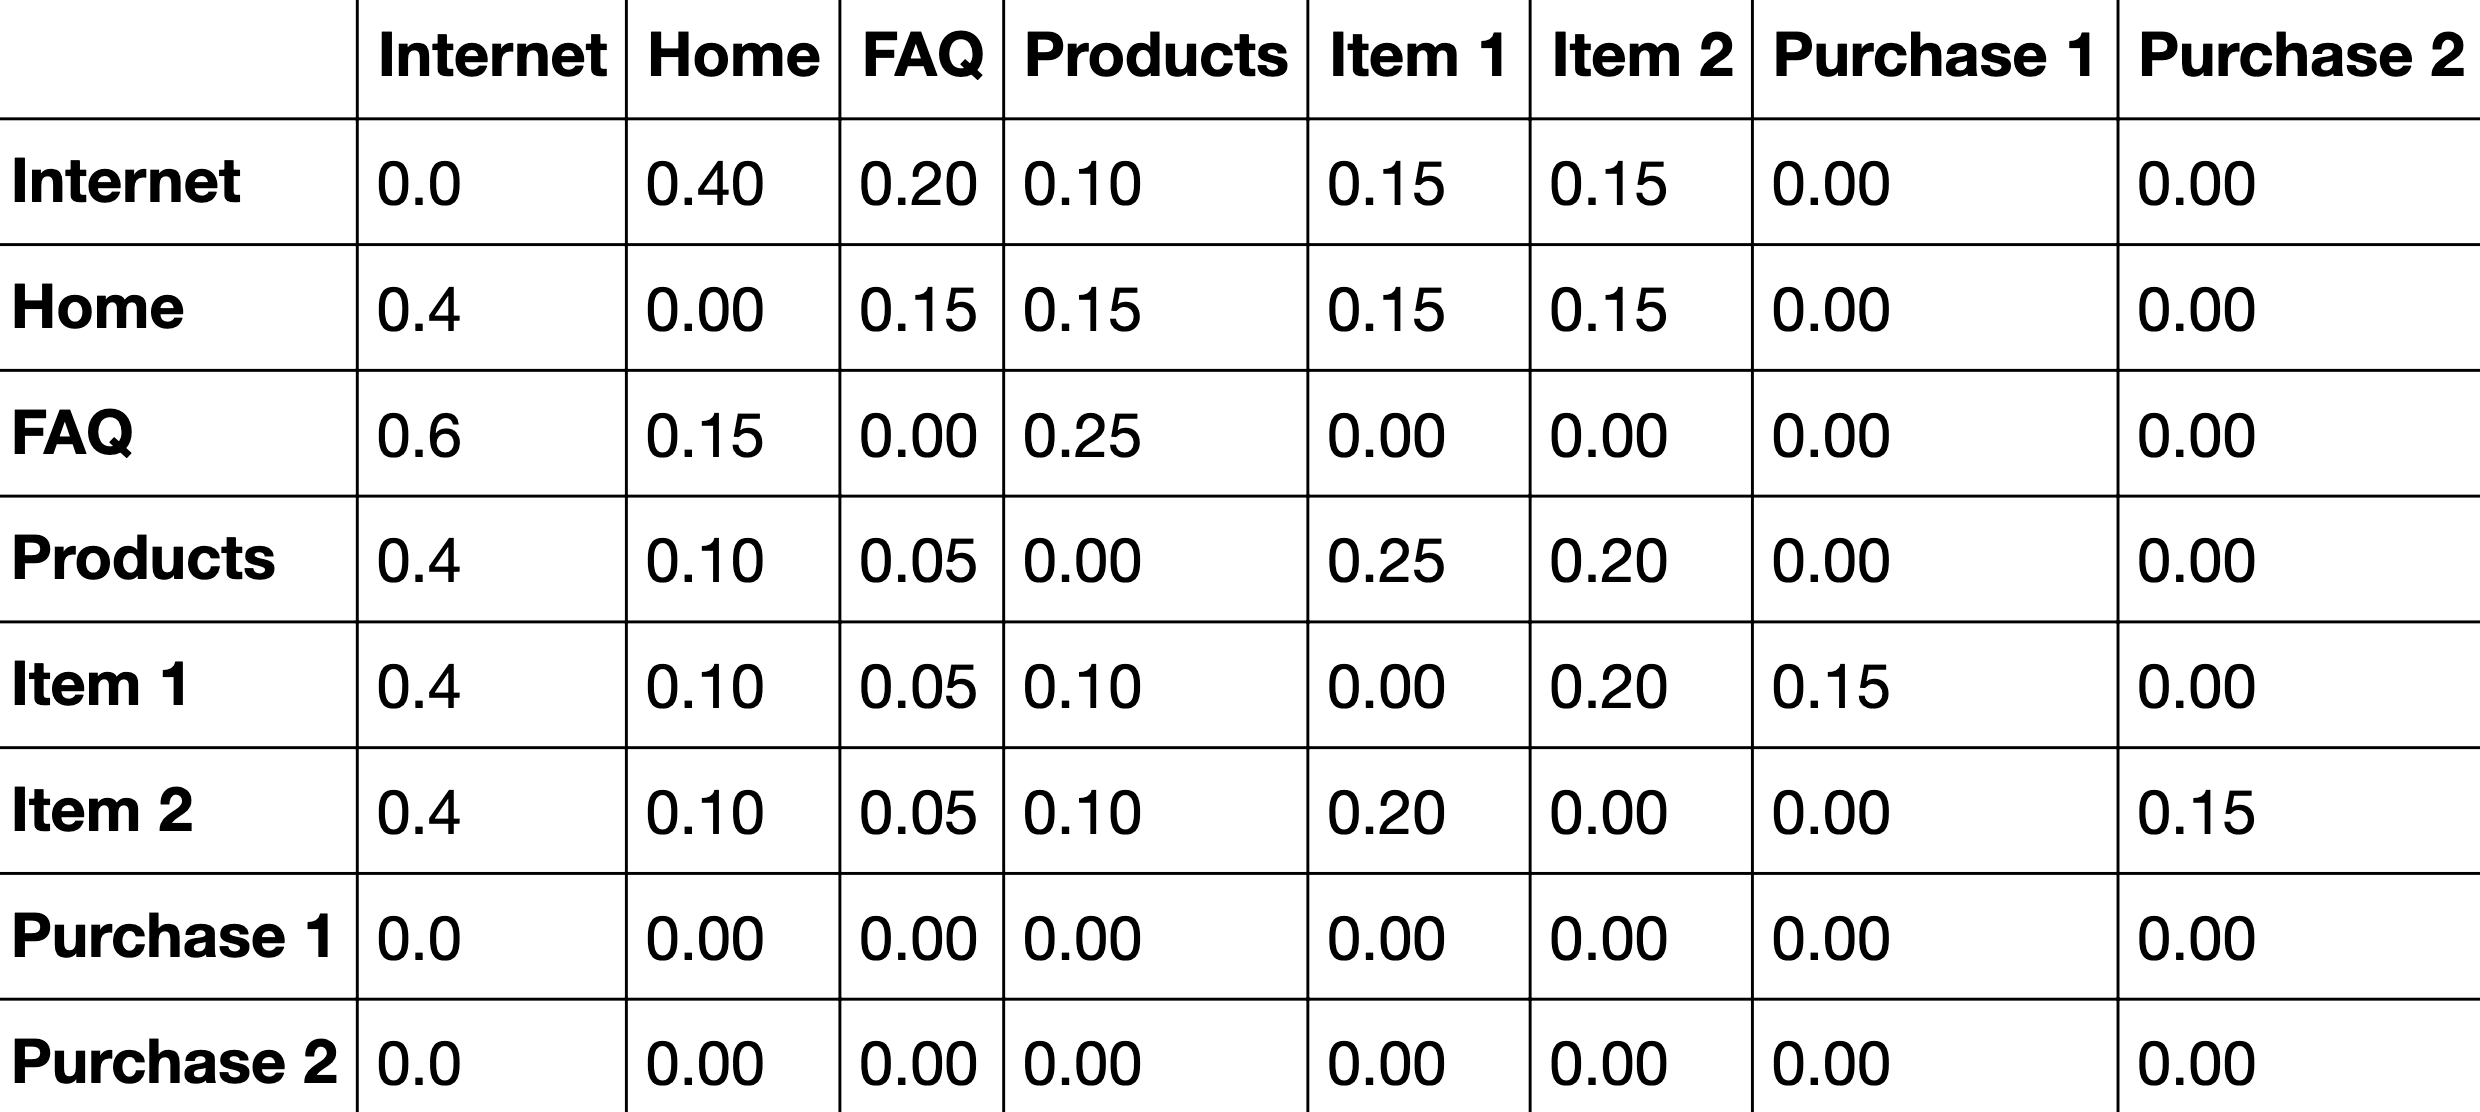 Internet Home FAQ Products Item 1 Item 2 Purchase 1 Purchase 2
Internet 0.0 0.40 0.20 0.10 0.15 0.15 0.00 0.00
Home 0.4 0.00 0.15 0.15 0.15 0.15 0.00 0.00
FAQ 0.6 0.15 0.00 0.25 0.00 0.00 0.00 0.00
Products 0.4 0.10 0.05 0.00 0.25 0.20 0.00 0.00
Item 1 0.4 0.10 0.05 0.10 0.00 0.20 0.15 0.00
Item 2 0.4 0.10 0.05 0.10 0.20 0.00 0.00 0.15
Purchase 1 0.0 0.00 0.00 0.00 0.00 0.00 0.00 0.00
Purchase 2 0.0 0.00 0.00 0.00 0.00 0.00 0.00 0.00